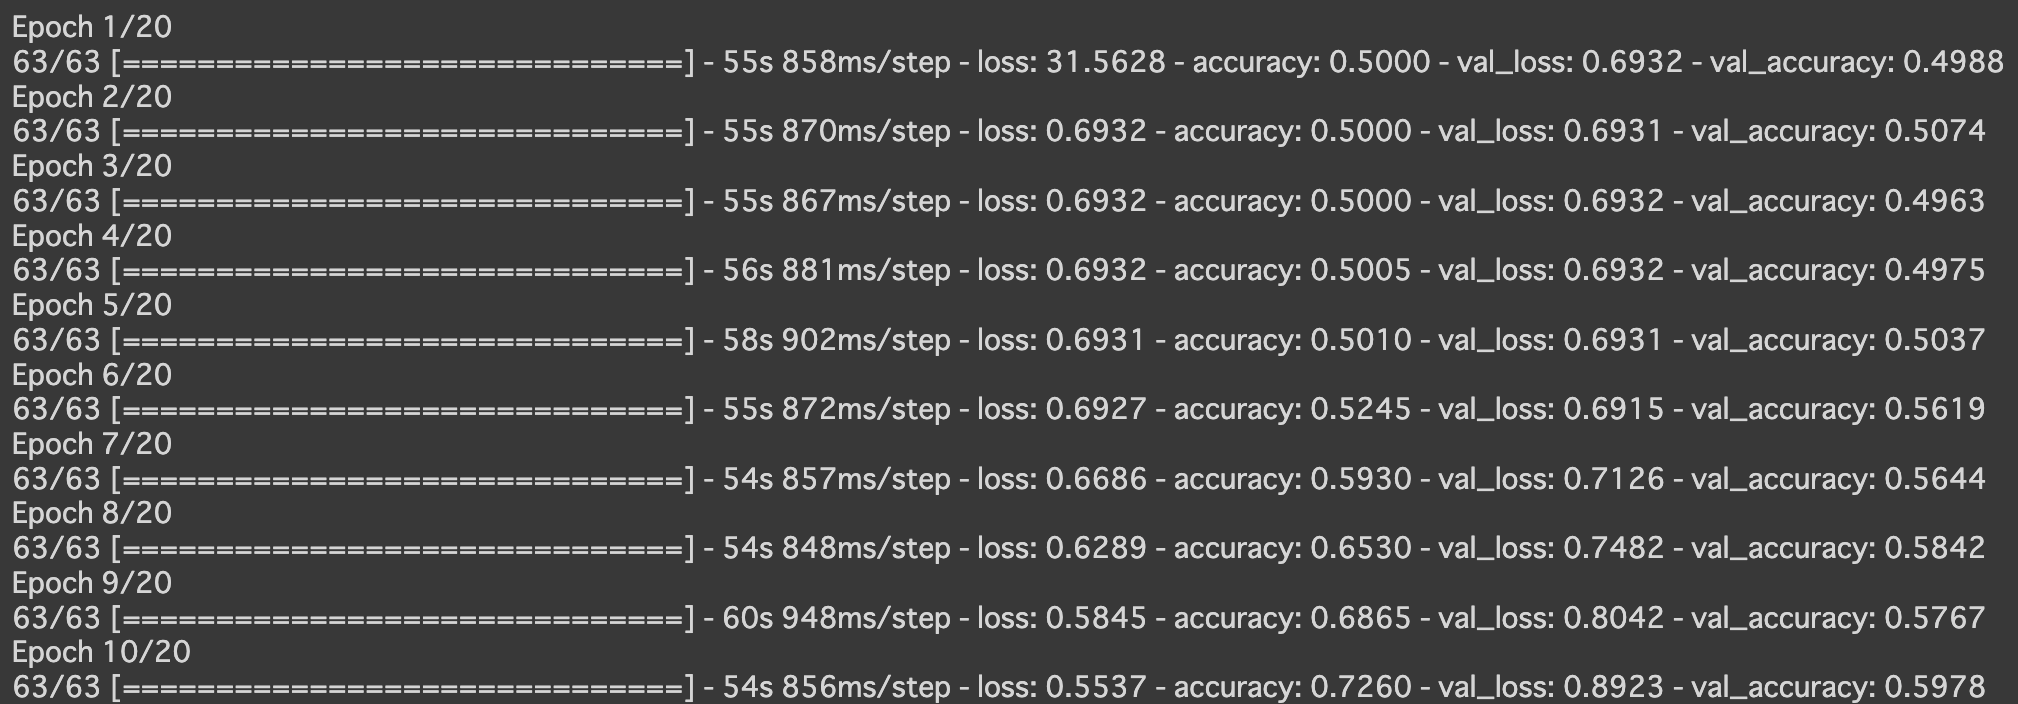 Epoch 1/20
63/63 [==============================] - 55s 858ms/step - loss: 31.5628 - accuracy: 0.5000 - val_loss: 0.6932 - val_accuracy: 0.4988
Epoch 2/20
63/63 [==============================] - 55s 870ms/step - loss: 0.6932 - accuracy: 0.5000 - val_loss: 0.6931 - val_accuracy: 0.5074
Epoch 3/20
63/63 [==============================] - 55s 867ms/step - loss: 0.6932 - accuracy: 0.5000 - val_loss: 0.6932 - val_accuracy: 0.4963
Epoch 4/20
63/63 [==============================] - 56s 881ms/step - loss: 0.6932 - accuracy: 0.5005 - val_loss: 0.6932 - val_accuracy: 0.4975
Epoch 5/20
63/63 [==============================] - 58s 902ms/step - loss: 0.6931 - accuracy: 0.5010 - val_loss: 0.6931 - val_accuracy: 0.5037
Epoch 6/20
63/63 [==============================] - 55s 872ms/step - loss: 0.6927 - accuracy: 0.5245 - val_loss: 0.6915 - val_accuracy: 0.5619
Epoch 7/20
63/63 [==============================] - 54s 857ms/step - loss: 0.6686 - accuracy: 0.5930 - val_loss: 0.7126 - val_accuracy: 0.5644
Epoch 8/20
63/63 [==============================] - 54s 848ms/step - loss: 0.6289 - accuracy: 0.6530 - val_loss: 0.7482 - val_accuracy: 0.5842
Epoch 9/20
63/63 [==============================] - 60s 948ms/step - loss: 0.5845 - accuracy: 0.6865 - val_loss: 0.8042 - val_accuracy: 0.5767
Epoch 10/20
63/63 [==============================] - 54s 856ms/step - loss: 0.5537 - accuracy: 0.7260 - val_loss: 0.8923 - val_accuracy: 0.5978